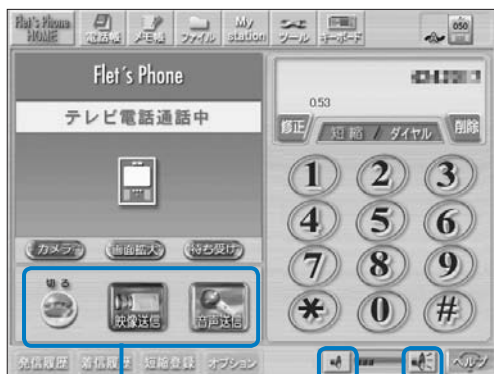 Flet's Phone HOME
電話帳
メモ帳
ファイル
My station
ツール
キーボード
050
Flet's Phone
テレビ電話通話中
0.53
修正
短縮 / ダイヤル
削除
1 2 3
4 5 6
7 8 9
* 0 #
カメラ
画面拡大
待ち受け
切る
映像送信
音声送信
発信履歴
着信履歴
短縮登録
オプション
ヘルプ